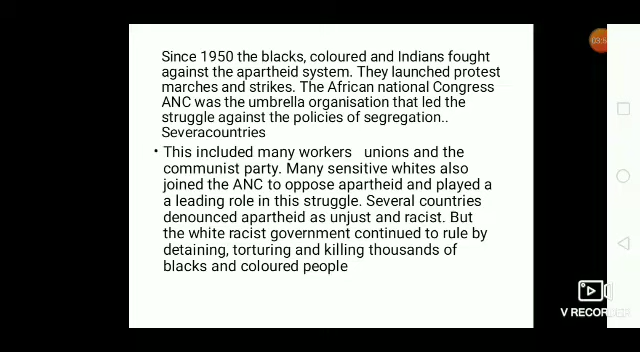 Since 1950 the blacks, coloured and Indians fought
against the apartheid system. They launched protest
marches and strikes. The African national Congress
ANC was the umbrella organisation that led the
struggle against the policies of segregation..
Severacountries
• This included many workers unions and the
communist party. Many sensitive whites also
joined the ANC to oppose apartheid and played a
a leading role in this struggle. Several countries
denounced apartheid as unjust and racist. But
the white racist government continued to rule by
detaining, torturing and killing thousands of
blacks and coloured people
V RECORDER